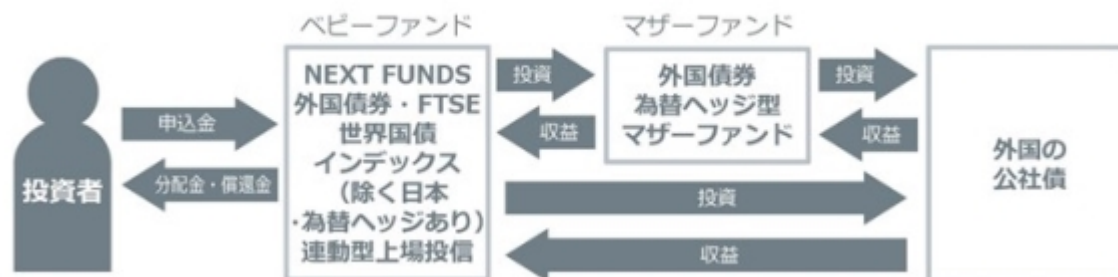 ベビーファンド
マザーファンド
投資者
申込金
分配金・償還金
NEXT FUNDS
外国債券・FTSE
世界国債
インデックス
（除く日本
・為替ヘッジあり）
連動型上場投信
投資
収益
外国債券
為替ヘッジ型
マザーファンド
投資
収益
投資
収益
外国の
公社債